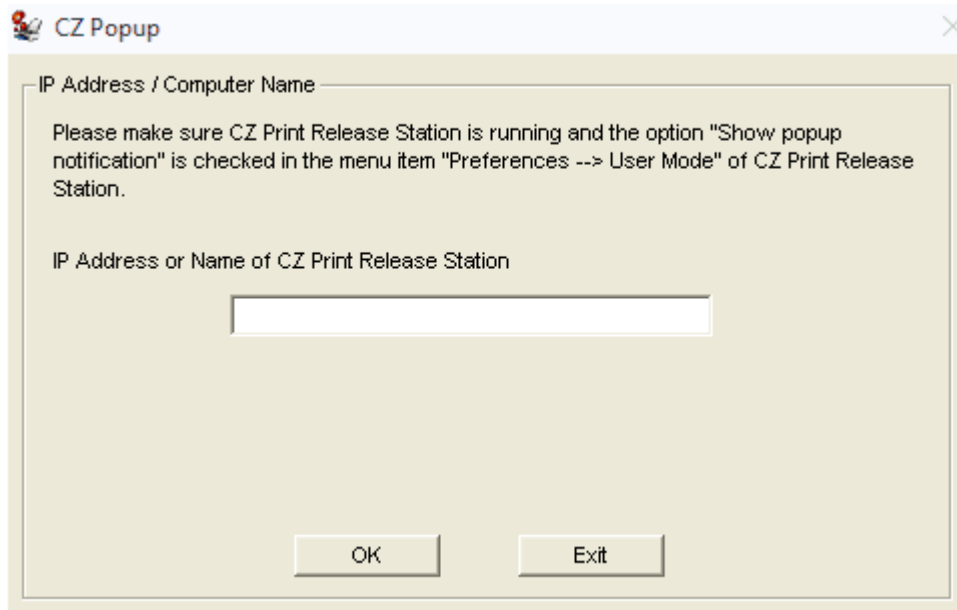 CZ Popup
IP Address / Computer Name
Please make sure CZ Print Release Station is running and the option "Show popup
notification" is checked in the menu item "Preferences --> User Mode" of CZ Print Release
Station.
IP Address or Name of CZ Print Release Station
OK
Exit